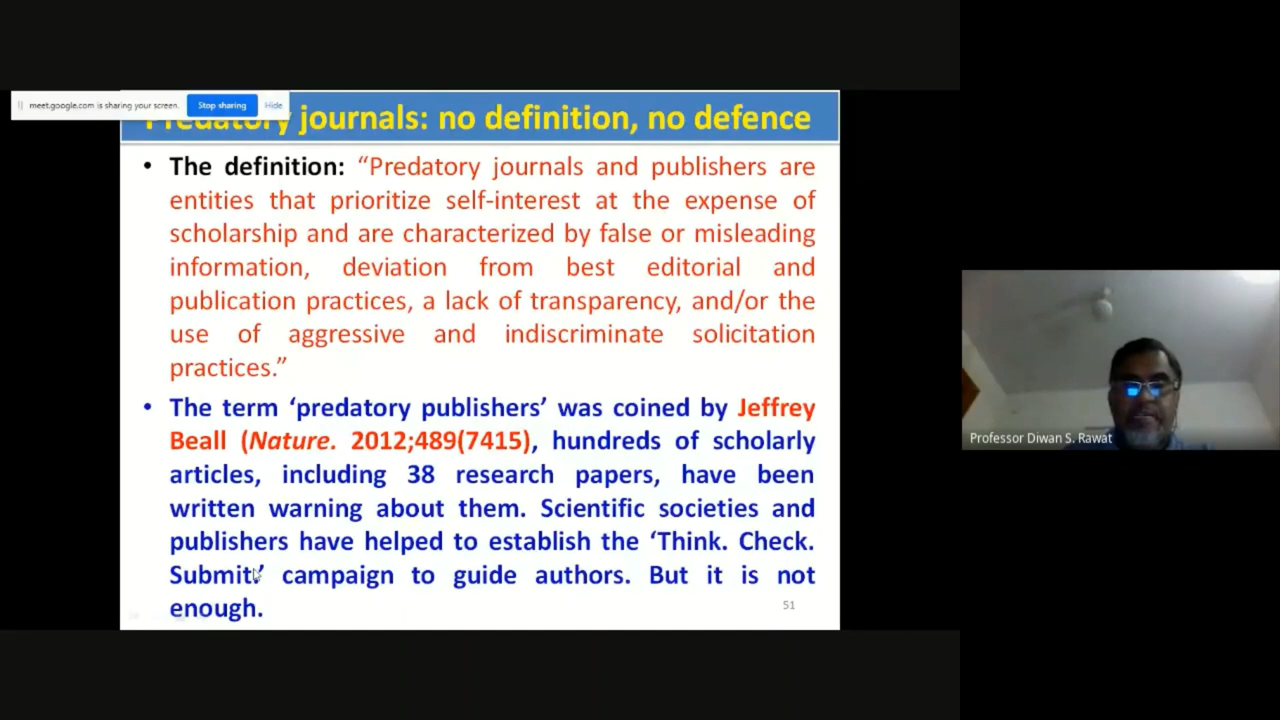 meet.google.com is sharing your screen. Stop sharing Hide
Predatory journals: no definition, no defence
• The definition: “Predatory journals and publishers are
entities that prioritize self-interest at the expense of
scholarship and are characterized by false or misleading
information, deviation from best editorial and
publication practices, a lack of transparency, and/or the
use of aggressive and indiscriminate solicitation
practices.”
• The term ‘predatory publishers’ was coined by Jeffrey
Beall (Nature. 2012;489(7415), hundreds of scholarly
articles, including 38 research papers, have been
written warning about them. Scientific societies and
publishers have helped to establish the ‘Think. Check.
Submit.’ campaign to guide authors. But it is not
enough.
51
Professor Diwan S. Rawat